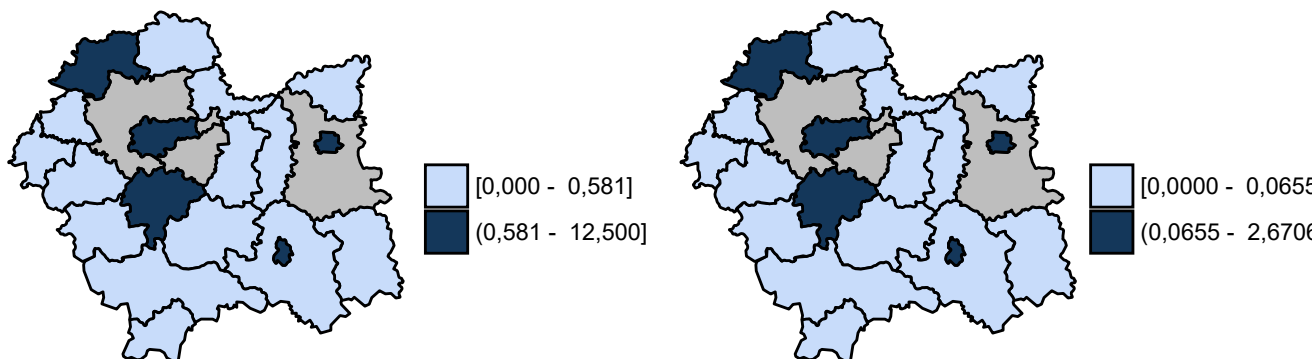 [0,000 - 0,581]
(0,581 - 12,500]
[0,0000 - 0,0655
(0,0655 - 2,6706